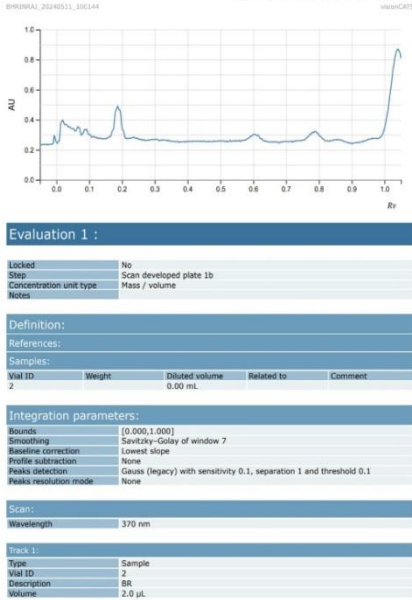 BHRINRAJ_20240511_100144 visionCATS
1.0
0.8
0.6
AU
0.4
0.2
0.0
0.0 0.1 0.2 0.3 0.4 0.5 0.6 0.7 0.8 0.9 1.0
RF
Evaluation 1 :
Locked No
Step Scan developed plate 1b
Concentration unit type Mass / volume
Notes
Definition:
References:
Samples:
Vial ID Weight Diluted volume Related to Comment
2 0.00 mL
Integration parameters:
Bounds [0.000,1.000]
Smoothing Savitzky–Golay of window 7
Baseline correction Lowest slope
Profile subtraction None
Peaks detection Gauss (legacy) with sensitivity 0.1, separation 1 and threshold 0.1
Peaks resolution mode None
Scan:
Wavelength 370 nm
Track 1:
Type Sample
Vial ID 2
Description BR
Volume 2.0 µL